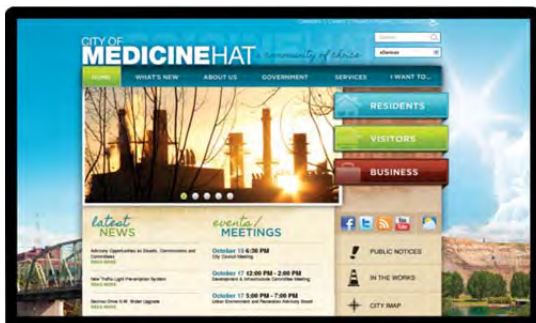 CITY OF
MEDICINE HAT a community of choice
eServices
HOME WHAT'S NEW ABOUT US GOVERNMENT SERVICES I WANT TO...
RESIDENTS
VISITORS
BUSINESS
latest NEWS
events/ MEETINGS
Advisory Opportunities on Boards, Commissions and
Committees
READ MORE
New Traffic Light Pre-emption System
READ MORE
Water Upgrade
READ MORE
October 15 6:30 PM
City Council Meeting
October 17 12:00 PM - 2:00 PM
Development & Infrastructure Committee Meeting
October 17 5:00 PM - 7:00 PM
Urban Environment and Recreation Advisory Board
You Tube
PUBLIC NOTICES
IN THE WORKS
CITY IMAP